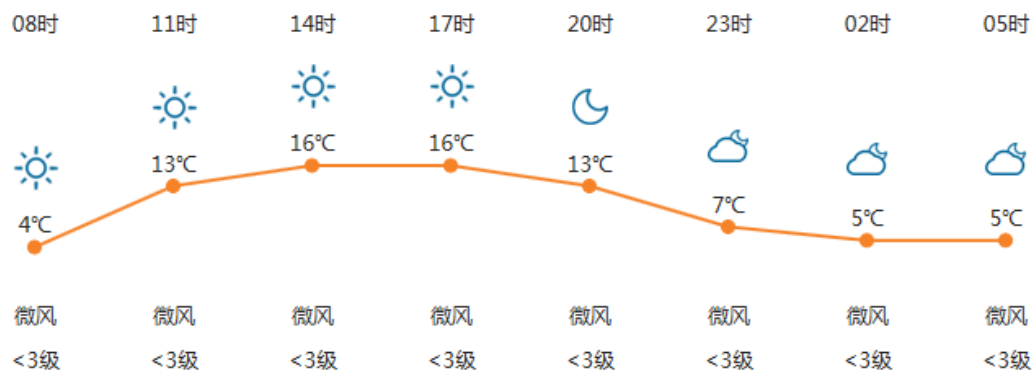 08时 11时 14时 17时 20时 23时 02时 05时
16℃ 16℃
13℃ 13℃
7℃
4℃ 5℃ 5℃
微风 微风 微风 微风 微风 微风 微风 微风
<3级 <3级 <3级 <3级 <3级 <3级 <3级 <3级